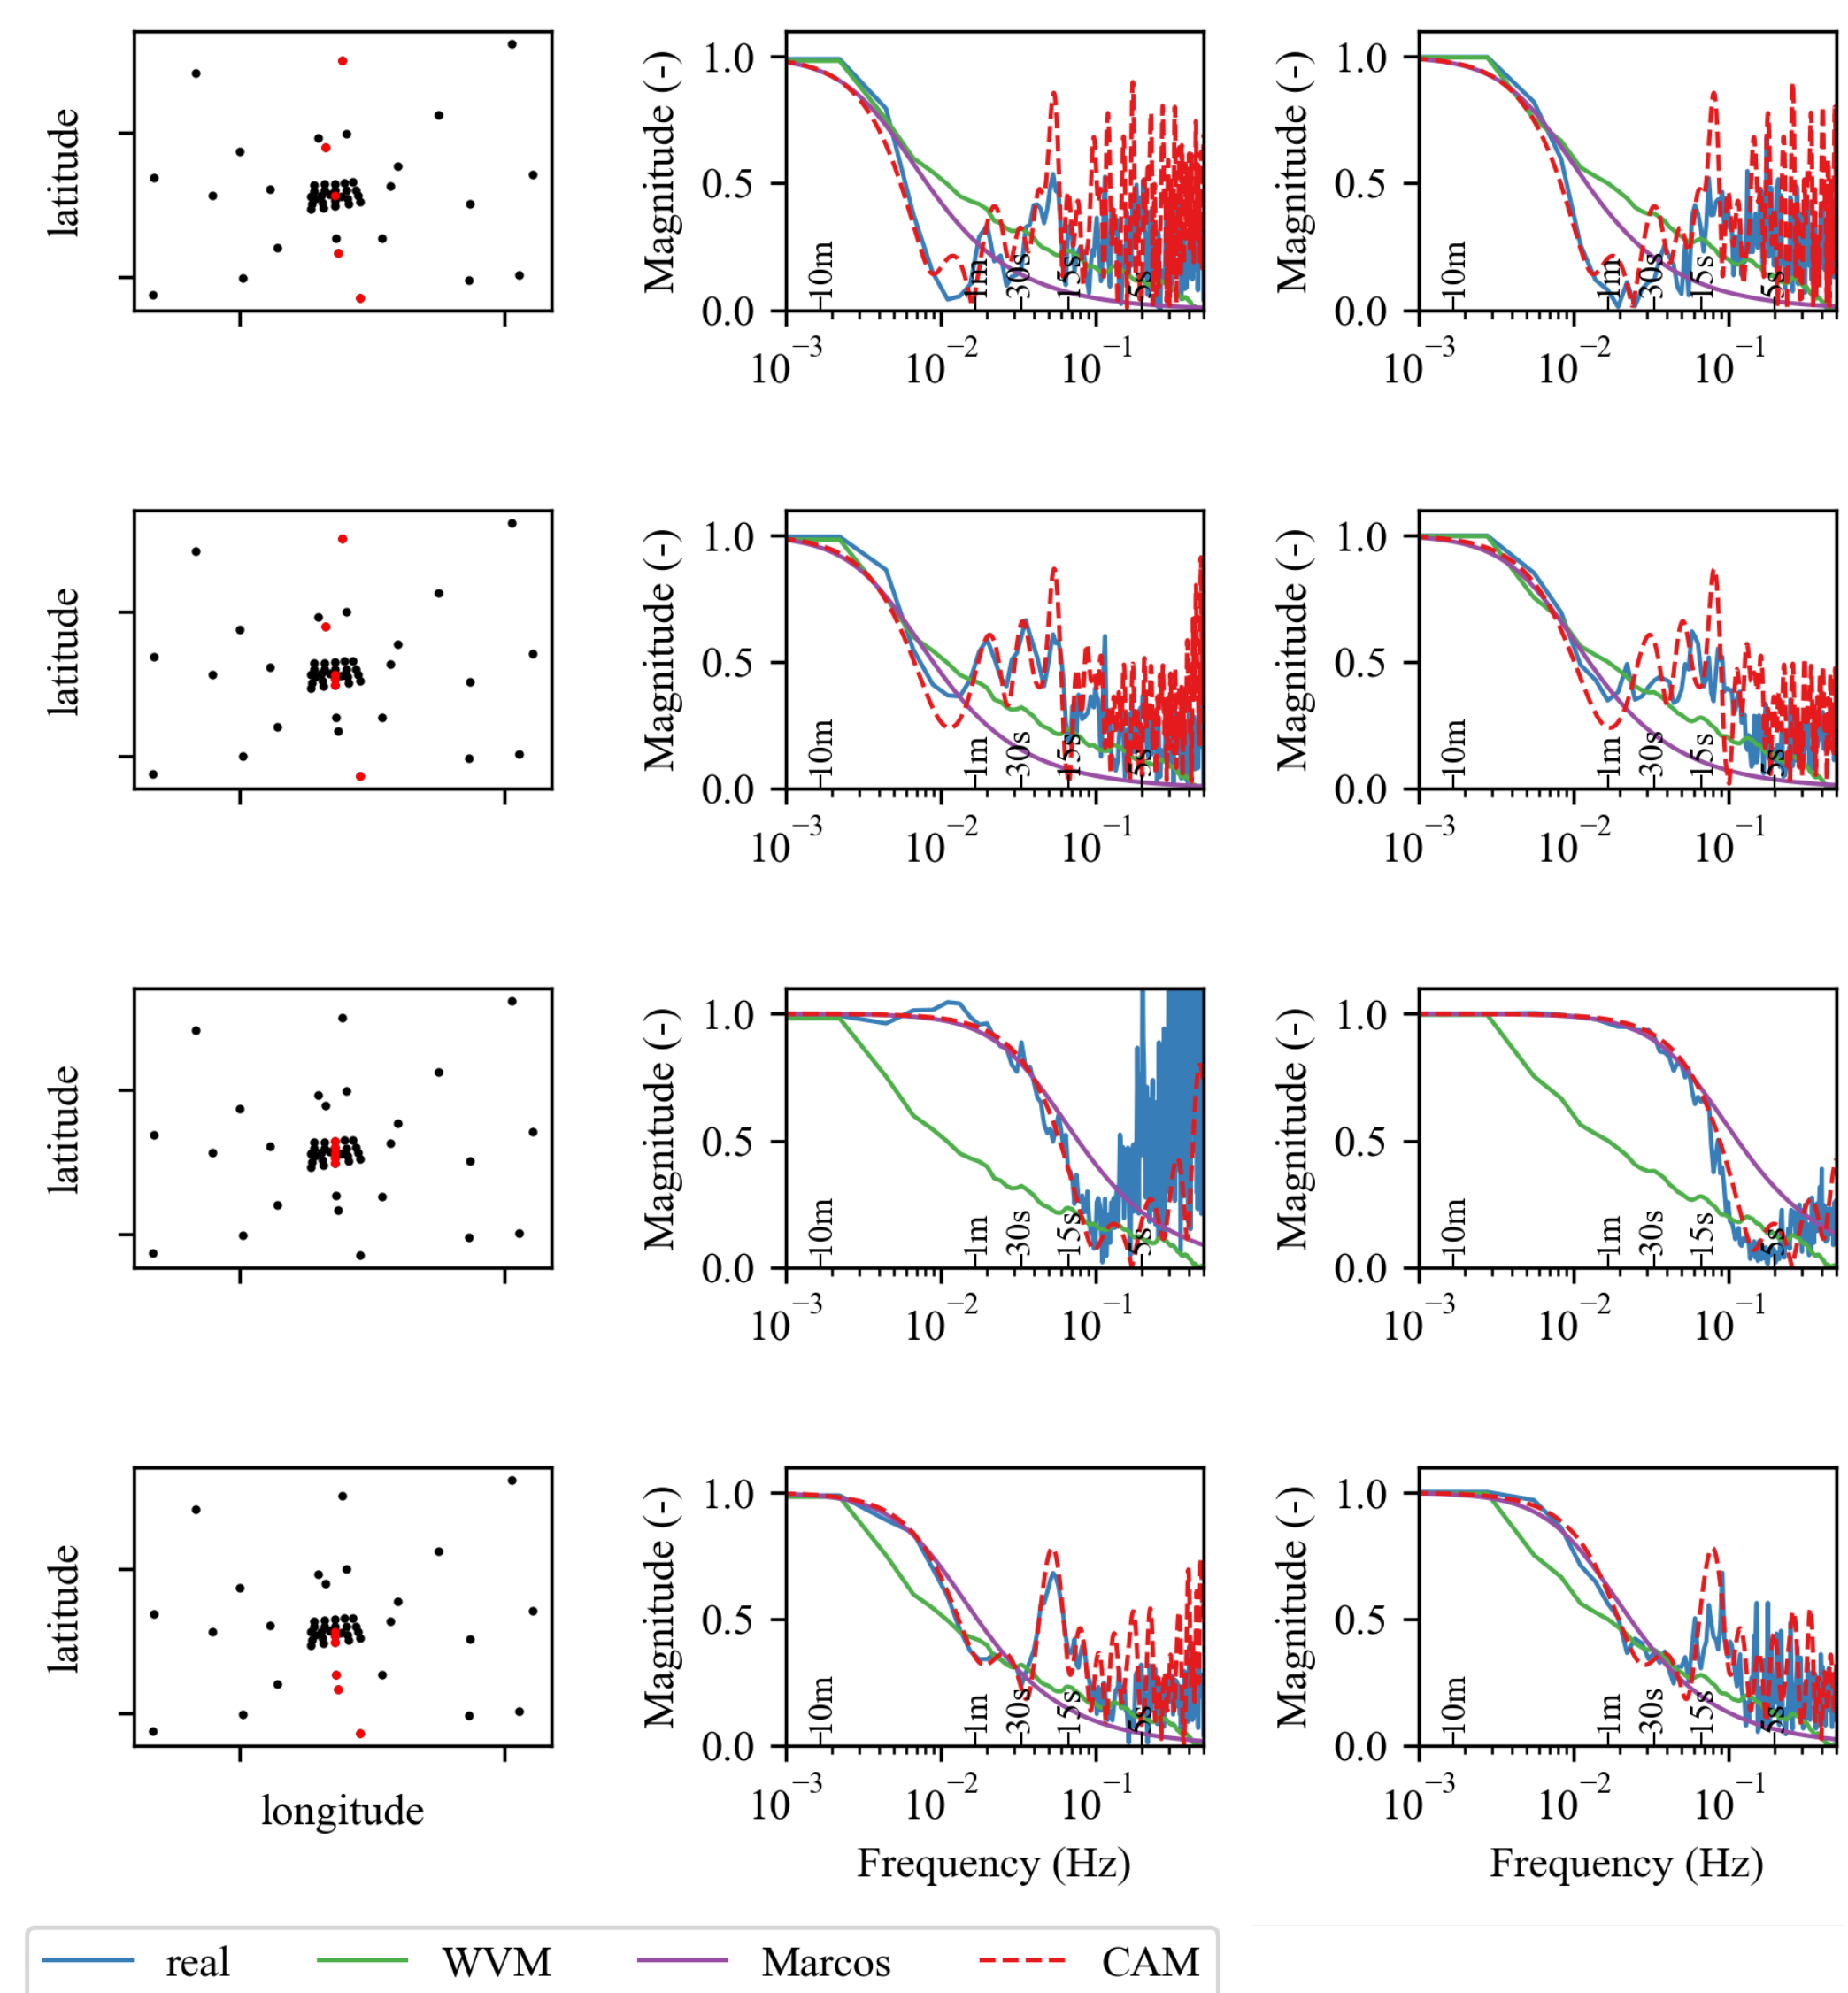 latitude
Magnitude (-)
1.0
0.5
0.0
10m
1m
30s
15s
5s
10⁻³ 10⁻² 10⁻¹
Magnitude (-)
1.0
0.5
0.0
10m
1m
30s
15s
5s
10⁻³ 10⁻² 10⁻¹
latitude
Magnitude (-)
1.0
0.5
0.0
10m
1m
30s
15s
5s
10⁻³ 10⁻² 10⁻¹
Magnitude (-)
1.0
0.5
0.0
10m
1m
30s
15s
5s
10⁻³ 10⁻² 10⁻¹
latitude
Magnitude (-)
1.0
0.5
0.0
10m
1m
30s
15s
5s
10⁻³ 10⁻² 10⁻¹
Magnitude (-)
1.0
0.5
0.0
10m
1m
30s
15s
5s
10⁻³ 10⁻² 10⁻¹
latitude
longitude
Magnitude (-)
1.0
0.5
0.0
10m
1m
30s
15s
5s
10⁻³ 10⁻² 10⁻¹
Frequency (Hz)
Magnitude (-)
1.0
0.5
0.0
10m
1m
30s
15s
5s
10⁻³ 10⁻² 10⁻¹
Frequency (Hz)
real WVM Marcos CAM